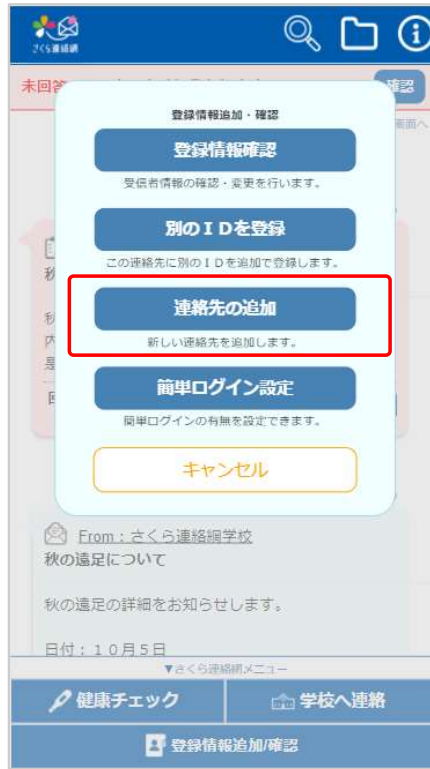 さくら連絡網
未回答
確認
画面へ
登録情報追加・確認
登録情報確認
受信者情報の確認・変更を行います。
別のＩＤを登録
この連絡先に別のＩＤを追加で登録します。
連絡先の追加
新しい連絡先を追加します。
簡単ログイン設定
簡単ログインの有無を設定できます。
キャンセル
From：さくら連絡網学校
秋の遠足について
秋の遠足の詳細をお知らせします。
日付：１０月５日
▼さくら連絡網メニュー
健康チェック
学校へ連絡
登録情報追加/確認